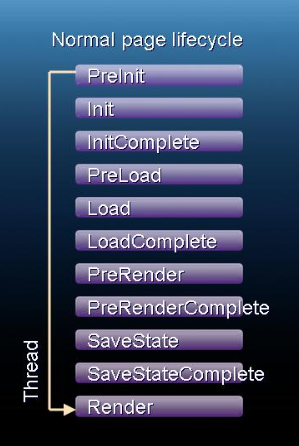 Normal page lifecycle
PreInit
Init
InitComplete
PreLoad
Load
LoadComplete
PreRender
PreRenderComplete
SaveState
SaveStateComplete
Render
Thread